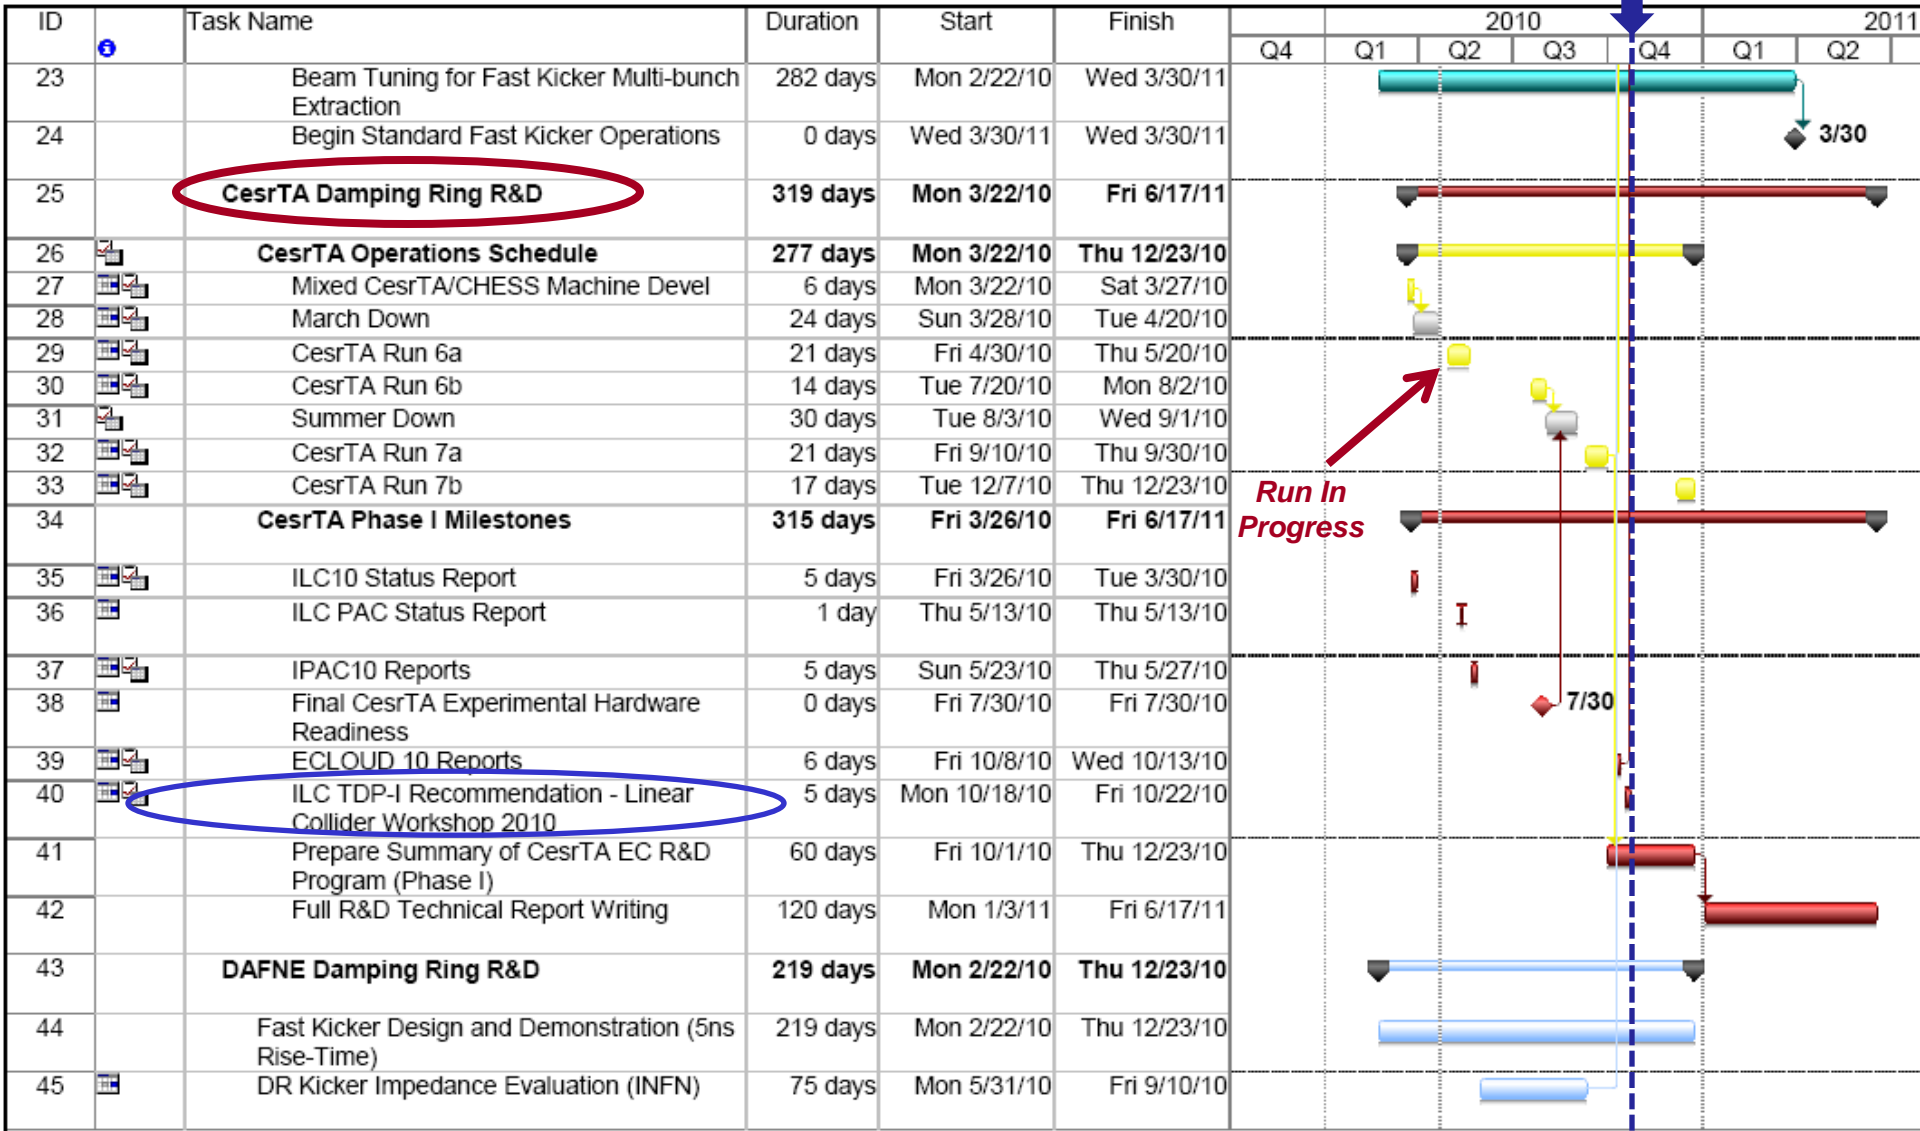 ID Task Name Duration Start Finish 2010 2011
Q4 Q1 Q2 Q3 Q4 Q1 Q2
23 Beam Tuning for Fast Kicker Multi-bunch 282 days Mon 2/22/10 Wed 3/30/11
Extraction
24 Begin Standard Fast Kicker Operations 0 days Wed 3/30/11 Wed 3/30/11 3/30
25 CesrTA Damping Ring R&D 319 days Mon 3/22/10 Fri 6/17/11
26 CesrTA Operations Schedule 277 days Mon 3/22/10 Thu 12/23/10
27 Mixed CesrTA/CHESS Machine Devel 6 days Mon 3/22/10 Sat 3/27/10
28 March Down 24 days Sun 3/28/10 Tue 4/20/10
29 CesrTA Run 6a 21 days Fri 4/30/10 Thu 5/20/10
30 CesrTA Run 6b 14 days Tue 7/20/10 Mon 8/2/10
31 Summer Down 30 days Tue 8/3/10 Wed 9/1/10
32 CesrTA Run 7a 21 days Fri 9/10/10 Thu 9/30/10
33 CesrTA Run 7b 17 days Tue 12/7/10 Thu 12/23/10
Run In
Progress
34 CesrTA Phase I Milestones 315 days Fri 3/26/10 Fri 6/17/11
35 ILC10 Status Report 5 days Fri 3/26/10 Tue 3/30/10
36 ILC PAC Status Report 1 day Thu 5/13/10 Thu 5/13/10
37 IPAC10 Reports 5 days Sun 5/23/10 Thu 5/27/10
38 Final CesrTA Experimental Hardware 0 days Fri 7/30/10 Fri 7/30/10 7/30
Readiness
39 ECLOUD 10 Reports 6 days Fri 10/8/10 Wed 10/13/10
40 ILC TDP-I Recommendation - Linear 5 days Mon 10/18/10 Fri 10/22/10
Collider Workshop 2010
41 Prepare Summary of CesrTA EC R&D 60 days Fri 10/1/10 Thu 12/23/10
Program (Phase I)
42 Full R&D Technical Report Writing 120 days Mon 1/3/11 Fri 6/17/11
43 DAFNE Damping Ring R&D 219 days Mon 2/22/10 Thu 12/23/10
44 Fast Kicker Design and Demonstration (5ns 219 days Mon 2/22/10 Thu 12/23/10
Rise-Time)
45 DR Kicker Impedance Evaluation (INFN) 75 days Mon 5/31/10 Fri 9/10/10